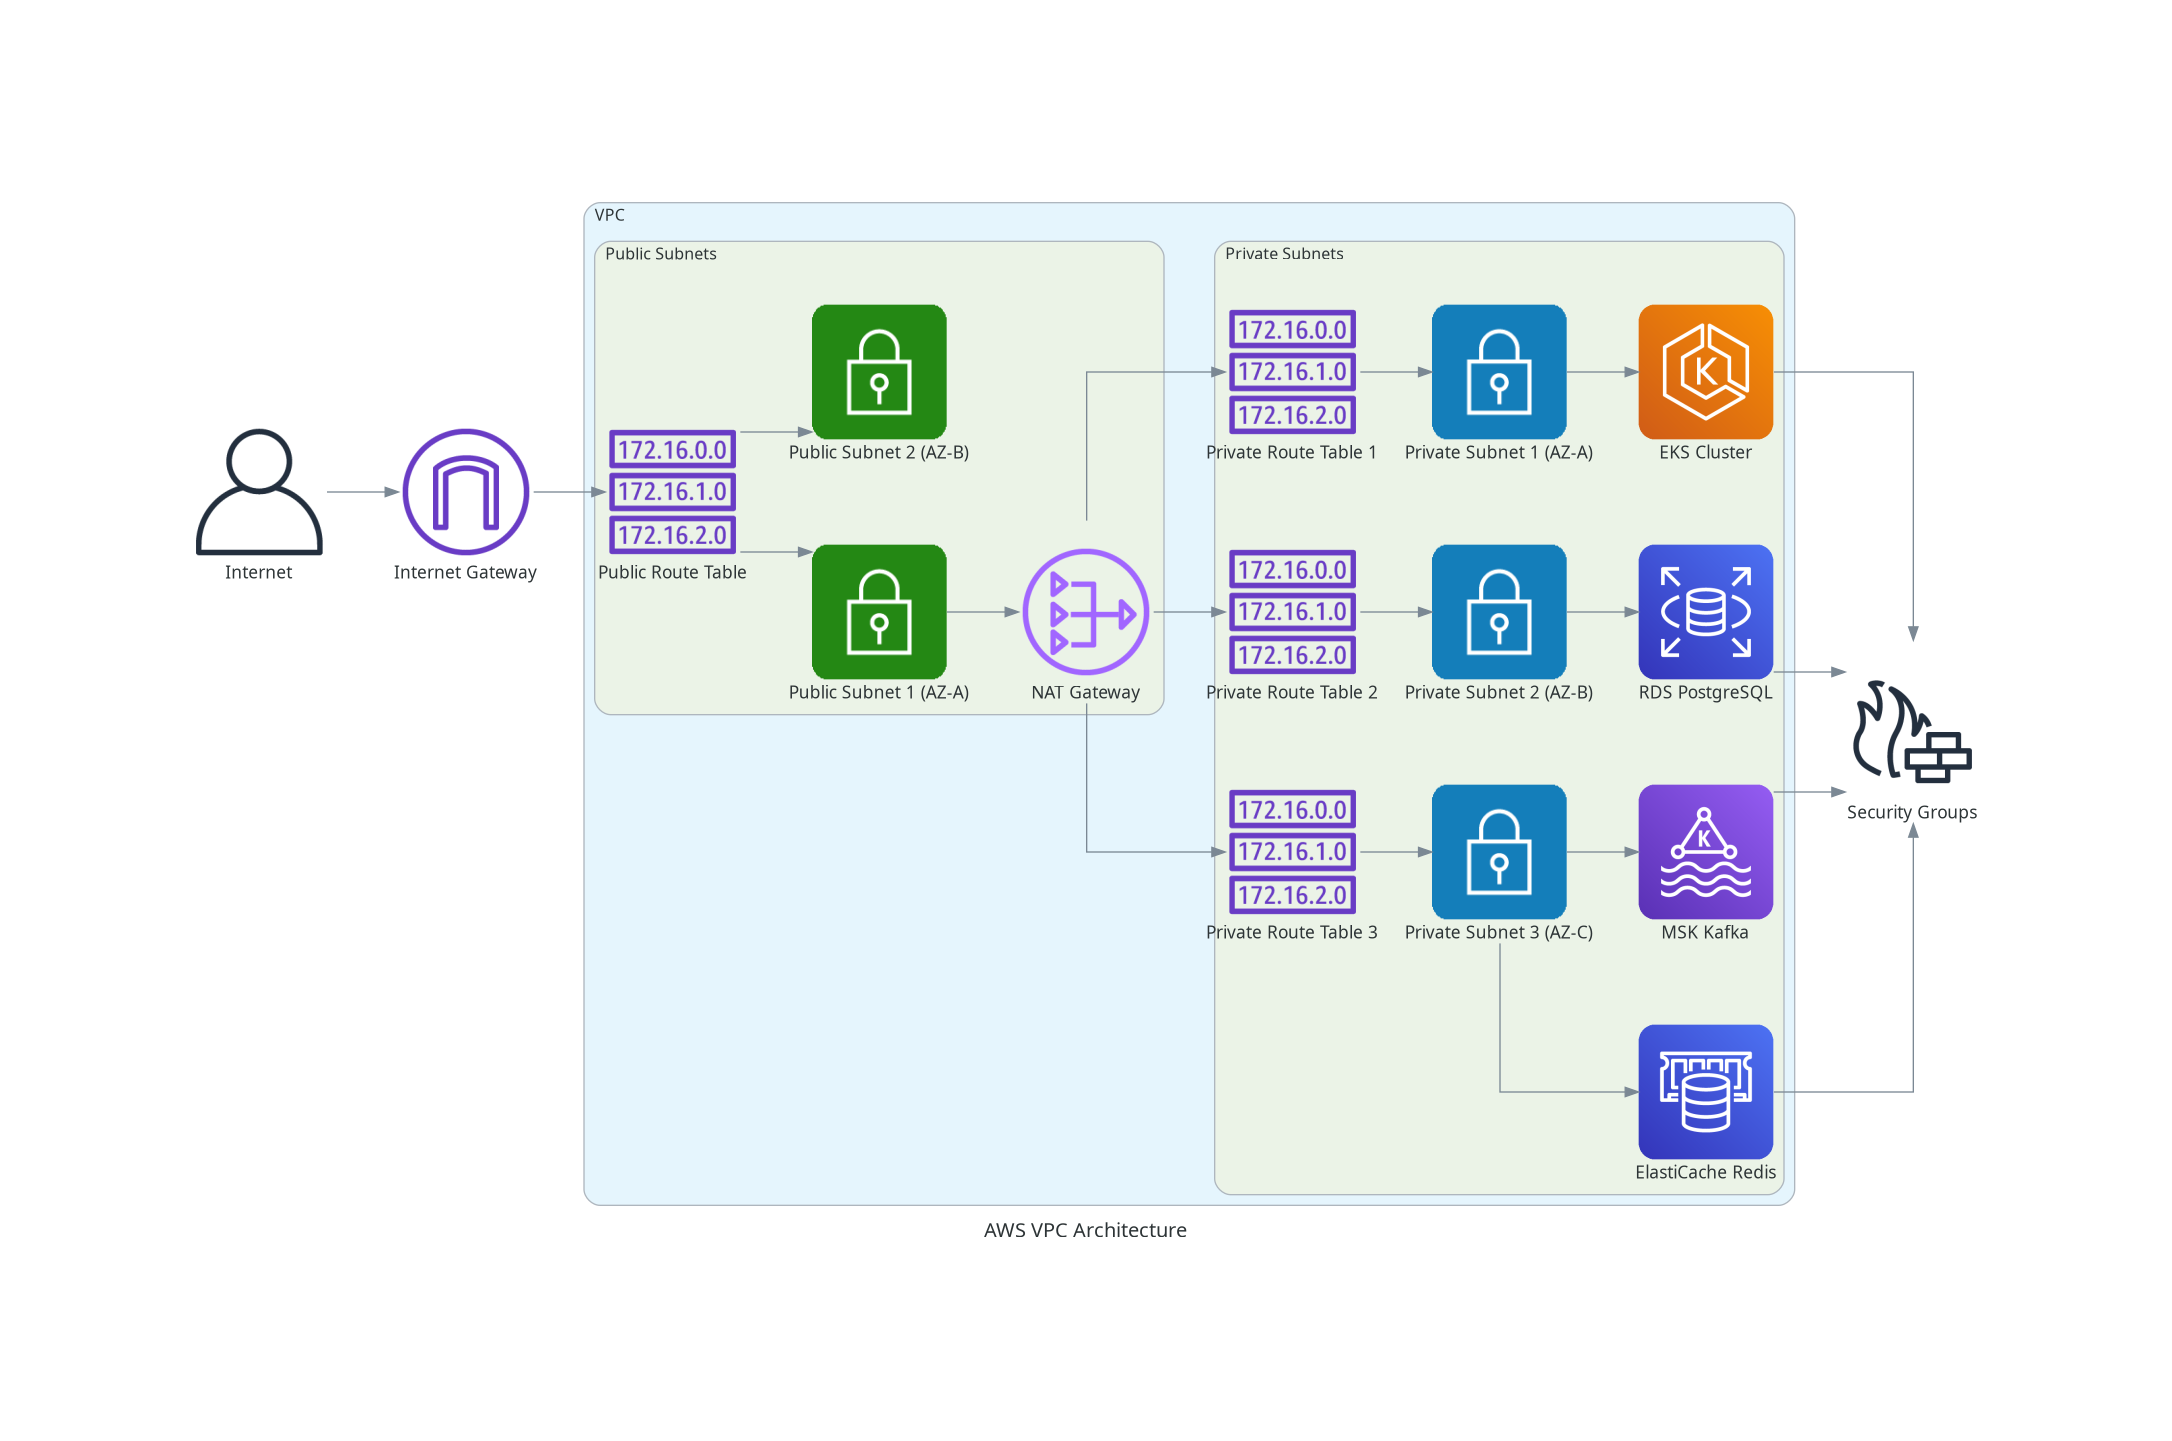 VPC
Public Subnets
Private Subnets
172.16.0.0
172.16.1.0
172.16.2.0
Private Route Table 1
Private Subnet 1 (AZ-A)
K
EKS Cluster
Public Subnet 2 (AZ-B)
Internet
Internet Gateway
172.16.0.0
172.16.1.0
172.16.2.0
Public Route Table
Public Subnet 1 (AZ-A)
NAT Gateway
172.16.0.0
172.16.1.0
172.16.2.0
Private Route Table 2
Private Subnet 2 (AZ-B)
RDS PostgreSQL
Security Groups
172.16.0.0
172.16.1.0
172.16.2.0
Private Route Table 3
Private Subnet 3 (AZ-C)
K
MSK Kafka
ElastiCache Redis
AWS VPC Architecture